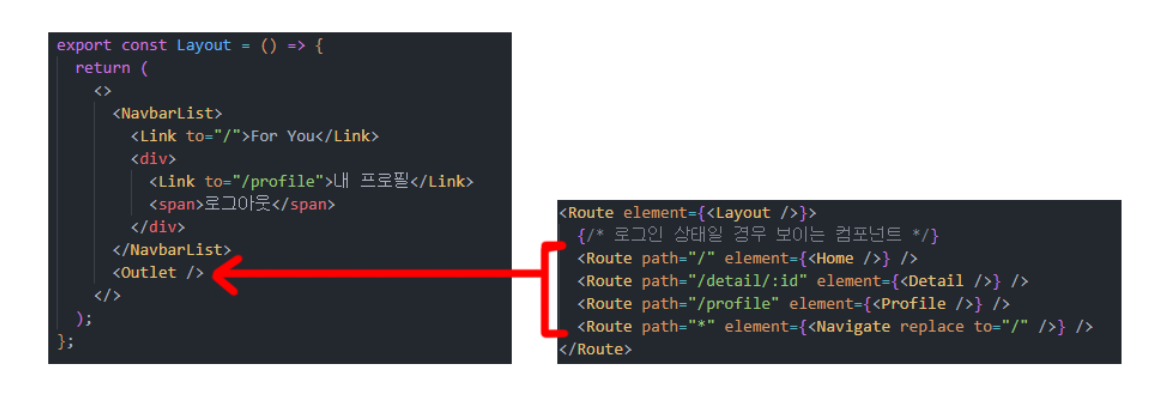 export const Layout = () => {
return (
<>
<NavbarList>
<Link to="/">For You</Link>
<div>
<Link to="/profile">내 프로필</Link>
<span>로그아웃</span>
</div>
</NavbarList>
<Outlet />
</>
);
};
<Route element={<Layout />}>
{/* 로그인 상태일 경우 보이는 컴포넌트 */}
<Route path="/" element={<Home />} />
<Route path="/detail/:id" element={<Detail />} />
<Route path="/profile" element={<Profile />} />
<Route path="*" element={<Navigate replace to="/" />} />
</Route>